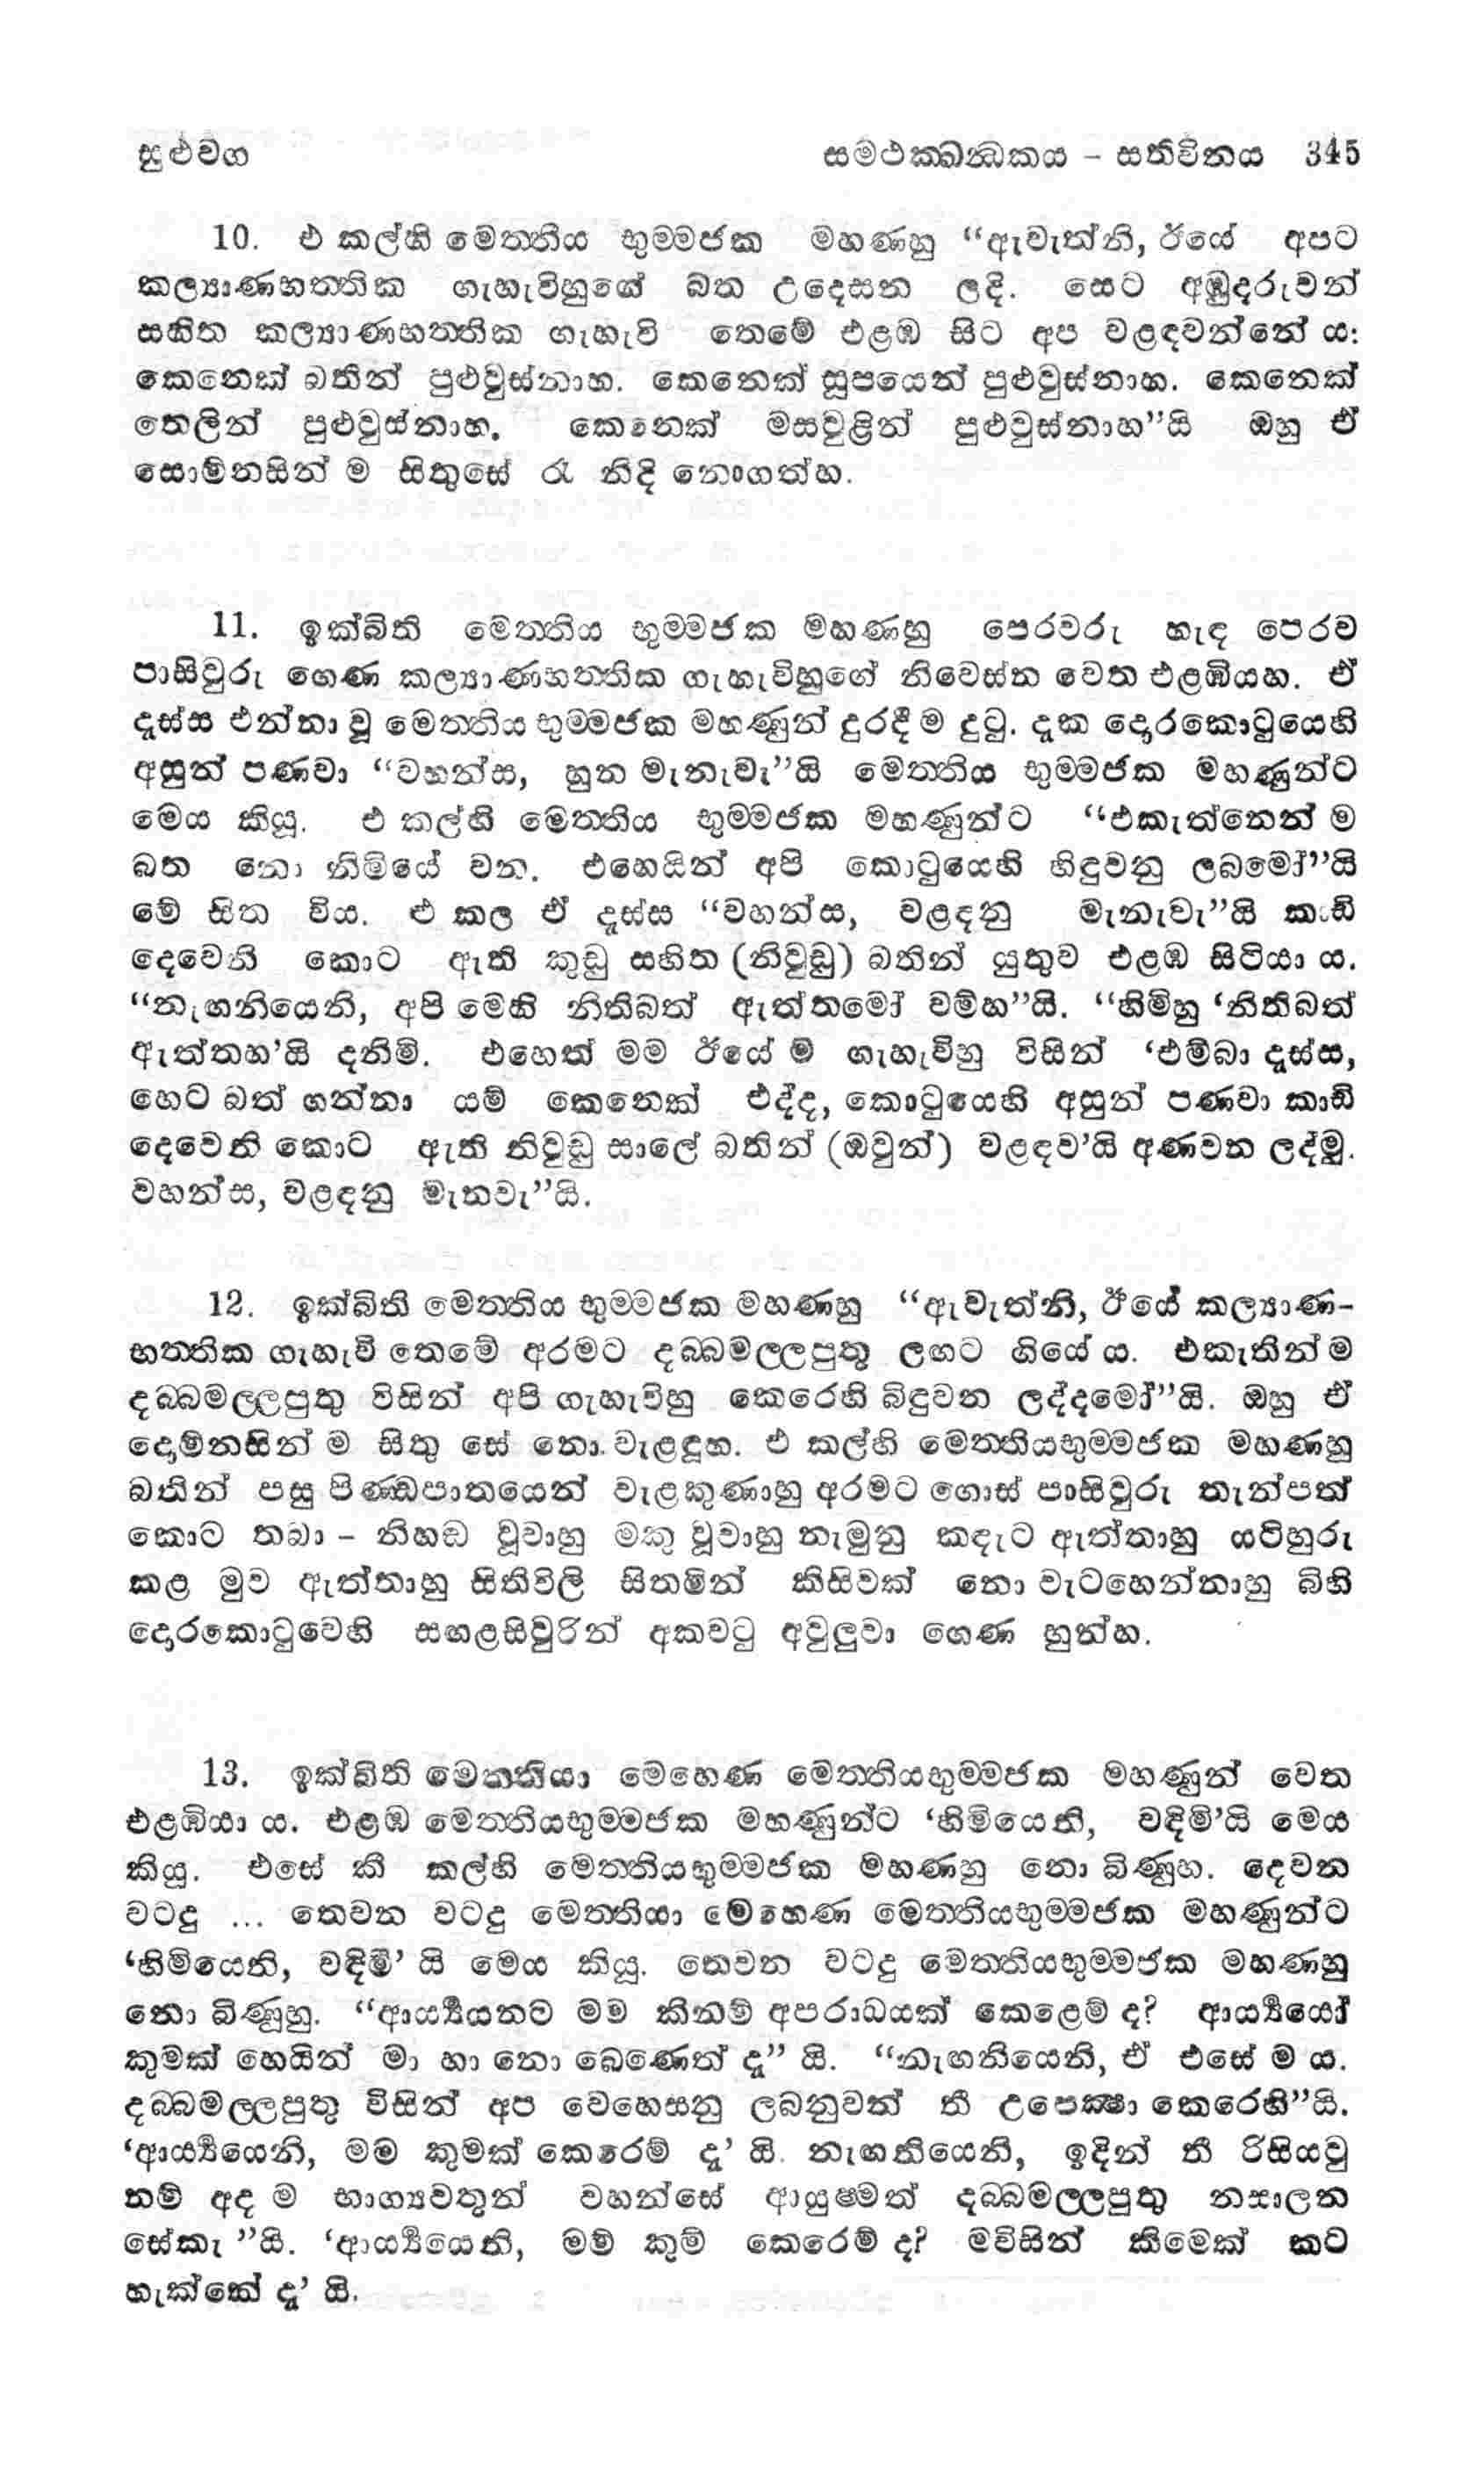 සුළුවග සමථක්ඛන්ධකය – සතිවිනය 345
10. එ කල්හි මෙත්තිය භුම්මජක මහණහු “ඇවැත්නි, ඊයේ අපට
කල්‍යාණභත්තික ගැහැවිහුගේ බත උදෙසන ලදි. සෙට අඹුදරුවන්
සහිත කල්‍යාණභත්තික ගැහැවි තෙමේ එළඹ සිට අප වළඳවන්නේ ය:
කෙනෙක් බතින් පුළුවුස්නාහ. කෙනෙක් සූපයෙන් පුළුවුස්නාහ. කෙනෙක්
තෙලින් පුළුවුස්නාහ. කෙනෙක් මසවුළින් පුළුවුස්නාහ”යි ඔහු ඒ
සොම්නසින් ම සිතුසේ රෑ නිදි නොගත්හ.
11. ඉක්බිති මෙත්තිය භුම්මජක මහණහු පෙරවරු හැඳ පෙරව
පාසිවුරු ගෙණ කල්‍යාණභත්තික ගැහැවිහුගේ නිවෙස්න වෙත එළඹියහ. ඒ
දැස්ස එන්නා වූ මෙත්තිය භුම්මජක මහණුන් දුරදී ම දුටු. දැක දොරකොටුයෙහි
අසුන් පණවා “වහන්ස, හුන මැනැවැ”යි මෙත්තිය භුම්මජක මහණුන්ට
මෙය කියූ. එ කල්හි මෙත්තිය භුම්මජක මහණුන්ට “එකැත්නෙන් ම
බත නො නිමියේ වන. එහෙයින් අපි කොටුයෙහි හිඳුවනු ලබමෝ”යි
මේ සිත විය. එ කල ඒ දැස්ස “වහන්ස, වළඳනු මැනැවැ”යි කාඩි
දෙවෙනි කොට ඇති කුඩු සහිත (නිවුඩු) බතින් යුතුව එළඹ සිටියා ය.
“නැඟනියෙනි, අපි මෙහි නිතිබත් ඇත්තමෝ වම්හ”යි. “හිමිහු ‘නිතිබත්
ඇත්තහ’යි දනිමි. එහෙත් මම ඊයේ ම ගැහැවිහු විසින් ‘එම්බා දැස්ස,
හෙට බත් ගන්නා යම් කෙනෙක් එද්ද, කොටුයෙහි අසුන් පණවා කාඩි
දෙවෙනි කොට ඇති නිවුඩු සාලේ බතින් (ඔවුන්) වළඳව’යි අණවන ලද්මූ.
වහන්ස, වළඳනු මැනවැ”යි.
12. ඉක්බිති මෙත්තිය භුම්මජක මහණහු “ඇවැත්නි, ඊයේ කල්‍යාණ-
භත්තික ගැහැවි තෙමේ අරමට දබ්බමල්ලපුතු ලඟට ගියේ ය. එකැතින් ම
දබ්බමල්ලපුතු විසින් අපි ගැහැවිහු කෙරෙහි බිඳුවන ලද්දමෝ”යි. ඔහු ඒ
දොම්නසින් ම සිතු සේ නො වැළඳූහ. එ කල්හි මෙත්තියභුම්මජක මහණහු
බතින් පසු පිණ්ඩපාතයෙන් වැළකුණාහු අරමට ගොස් පාසිවුරු තැන්පත්
කොට තබා – නිහඬ වූවාහු මකු වූවාහු නැමුනු කඳැට ඇත්තාහු යටිහුරු
කළ මුව ඇත්තාහු සිතිවිලි සිතමින් කිසිවක් නො වැටහෙන්නාහු බිහි
දොරකොටුවෙහි සඟළසිවුරින් අකවටු අවුලුවා ගෙණ හුන්හ.
13. ඉක්බිති මෙත්තියා මෙහෙණ මෙත්තියභුම්මජක මහණුන් වෙත
එළඹියා ය. එළඹ මෙත්තියභුම්මජක මහණුන්ට ‘හිමියෙනි, වඳිමි’යි මෙය
කියූ. එසේ කී කල්හි මෙත්තියභුම්මජක මහණහු නො බිණූහ. දෙවන
වටදු ... තෙවන වටදු මෙත්තියා මෙහෙණ මෙත්තියභුම්මජක මහණුන්ට
‘හිමියෙනි, වඳිමි’ යි මෙය කියූ. තෙවන වටදු මෙත්තියභුම්මජක මහණහු
නො බිණූහු. “ආර්‍ය්‍යයනට මම කිනම් අපරාධයක් කෙළෙම් ද? ආර්‍ය්‍යයෝ
කුමක් හෙයින් මා හා නො බෙණෙත් දැ” යි. “නැඟනියෙනි, ඒ එසේ ම ය.
දබ්බමල්ලපුතු විසින් අප වෙහෙසනු ලබනුවත් තී උපෙක්ෂා කෙරෙහි”යි.
‘ආර්‍ය්‍යයෙනි, මම කුමක් කෙරෙම් දැ’ යි. නැඟනියෙනි, ඉදින් තී රිසියවු
නම් අද ම භාග්‍යවතුන් වහන්සේ ආයුෂ්මත් දබ්බමල්ලපුතු නසාලන
සේකැ ”යි. ‘ආර්‍ය්‍යයෙනි, මම් කුම් කෙරෙම් ද? මවිසින් කිමෙක් කට
හැක්කේ දැ’ යි.